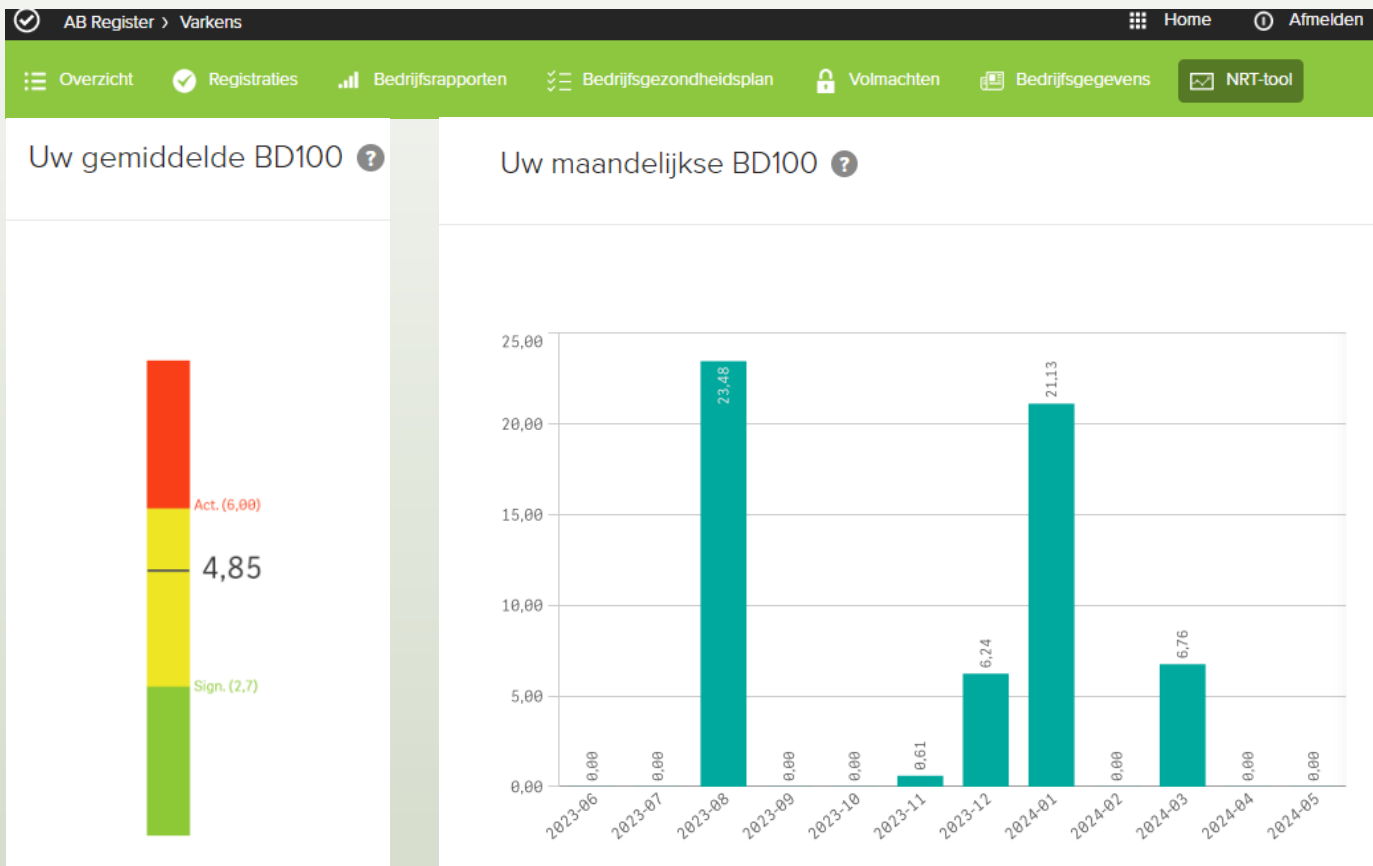 AB Register > Varkens
Home
Afmelden
Overzicht
Registraties
Bedrijfsrapporten
Bedrijfsgezondheidsplan
Volmachten
Bedrijfsgegevens
NRT-tool
Uw gemiddelde BD100 ?
Act. (6,00)
4,85
Sign. (2,7)
Uw maandelijkse BD100 ?
25,00
20,00
15,00
10,00
5,00
0,00
0,00
0,00
23,48
0,00
0,00
0,61
6,24
21,13
0,00
6,76
0,00
0,00
2023-06
2023-07
2023-08
2023-09
2023-10
2023-11
2023-12
2024-01
2024-02
2024-03
2024-04
2024-05